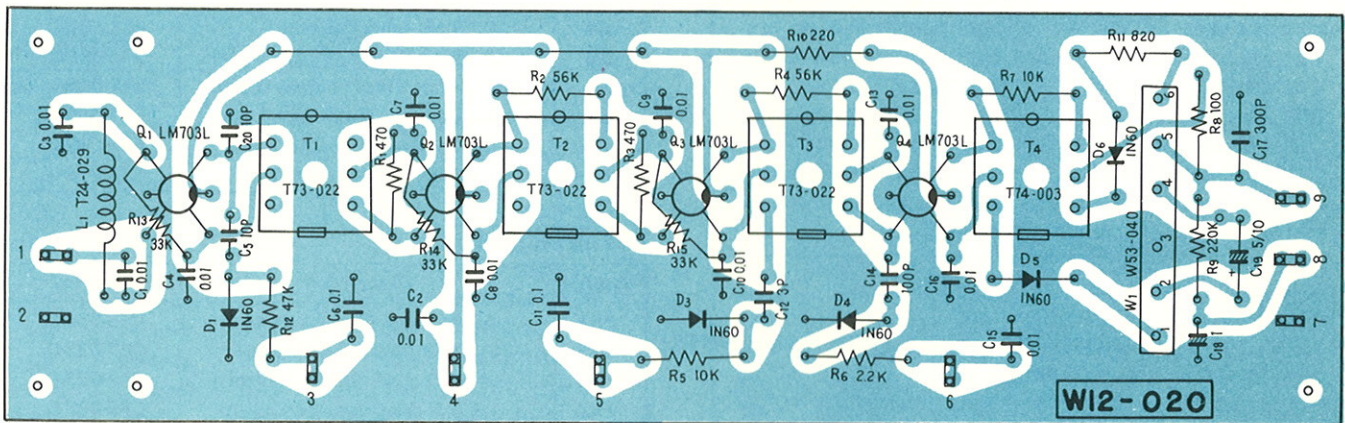 R10 220
R11 820
R2 56K
R4 56K
R7 10K
C3 0.01
Q1 LM703L
C20 10P
T1
T73-022
R1 470
C7 0.01
Q2 LM703L
T2
T73-022
R3 470
C9 0.01
Q3 LM703L
T3
T73-022
C13 0.01
Q4 LM703L
T4
T74-003
D6 IN60
6
5
4
3
2
1
W1 W53-040
R8 100
C17 300P
L1 T24-029
R13 33K
C5 100P
R14 33K
R15 33K
R9 220K
C19 5/10
+
9
8
7
1
2
C1 0.01
C4 0.01
D1 IN60
R12 47K
C6 0.1
C2 0.01
C8 0.01
C11 0.1
C10 0.01
C12 3P
D3 IN60
D4 IN60
C14 100P
C16 0.01
D5 IN60
C15 0.01
C18 1
R5 10K
R6 2.2K
3
4
5
6
W12-020